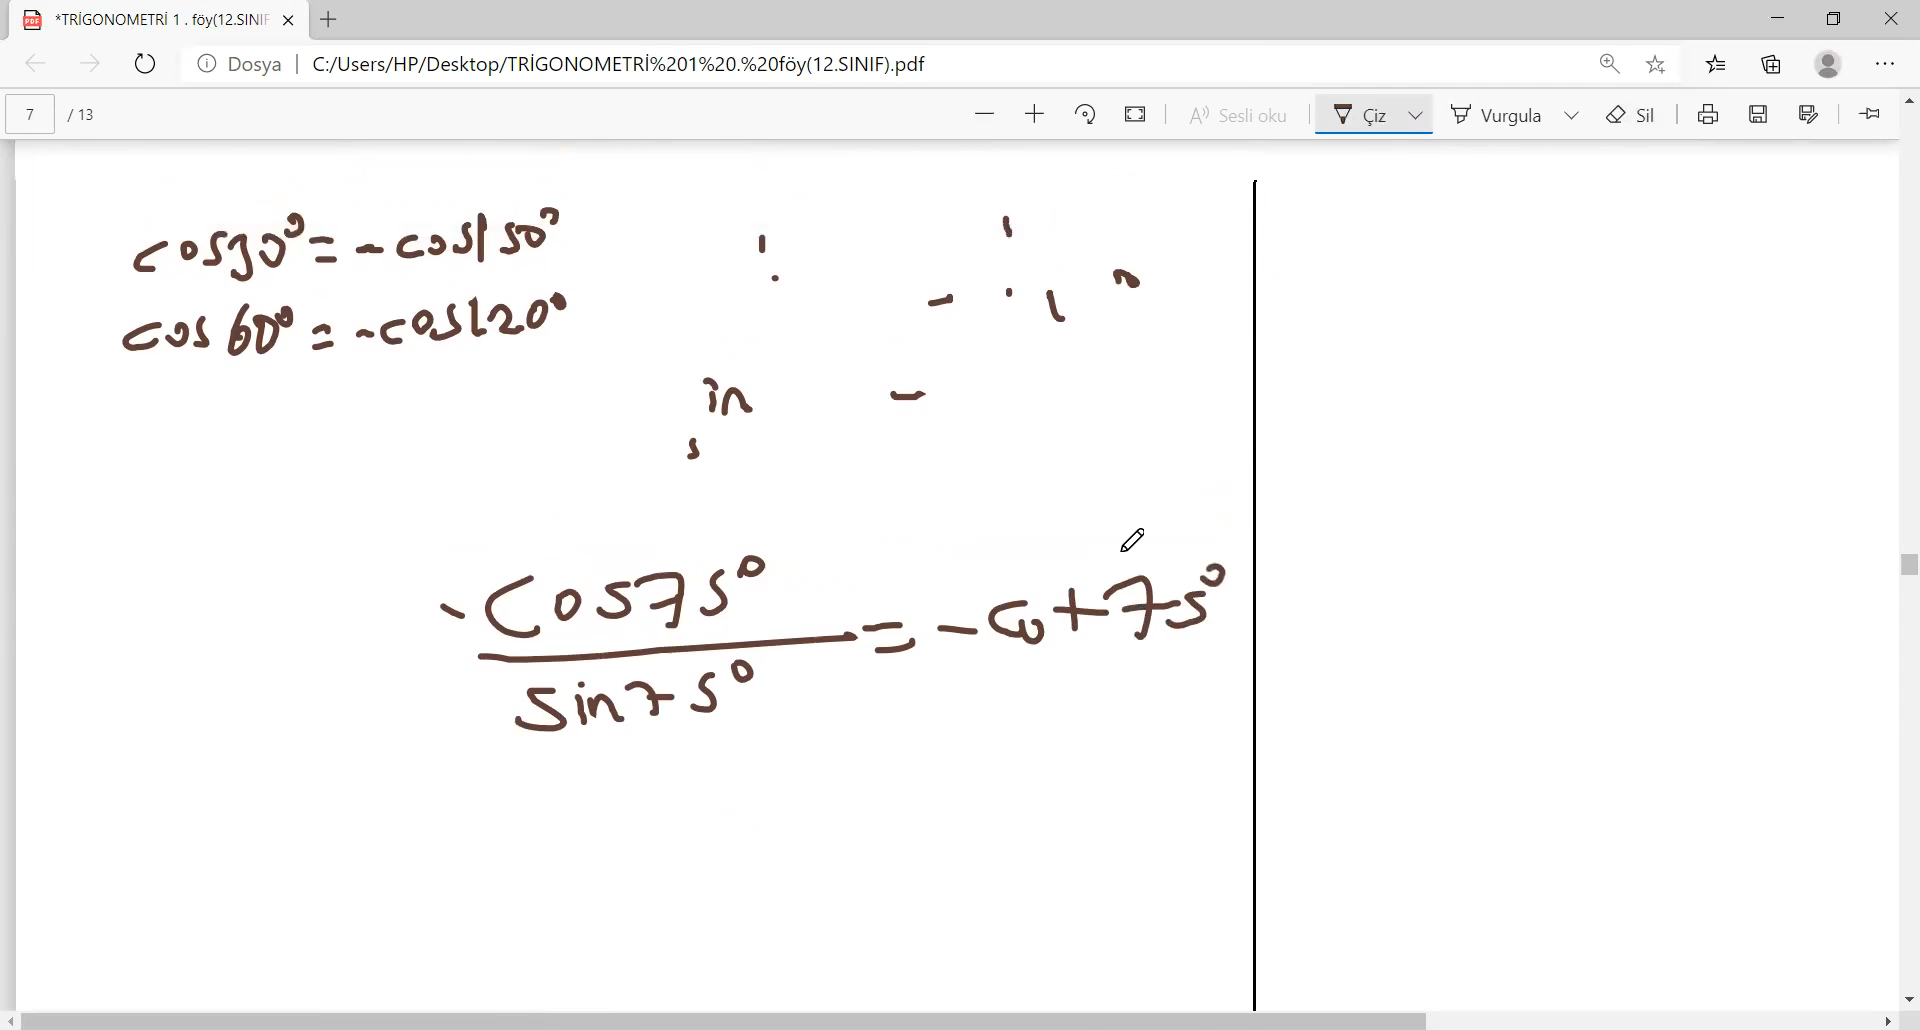 *TRİGONOMETRİ 1 . föy(12.SINIF
Dosya | C:/Users/HP/Desktop/TRİGONOMETRİ%201%20.%20föy(12.SINIF).pdf
7 / 13
Sesli oku
Çiz
Vurgula
Sil
cos30° = -cos150°
cos60° = -cos120°
in
s
-cos75°
sin75°
= -cot75°